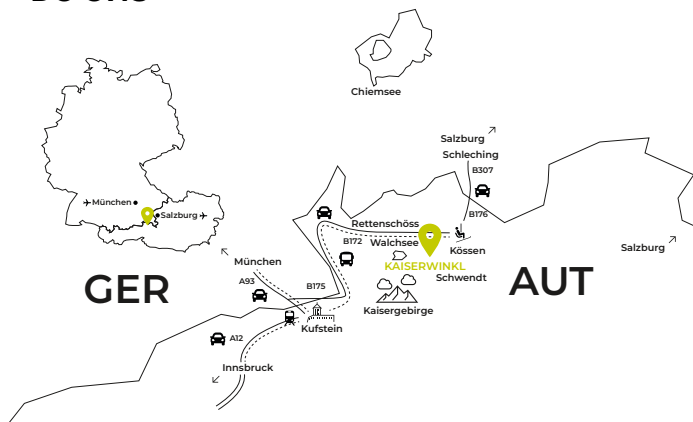 Chiemsee
Salzburg
Schleching
B307
München
Salzburg
B176
Rettenschöss
Walchsee
B172
Kössen
Salzburg
KAISERWINKL
München
Schwendt
GER
AUT
A93
B175
Kaisergebirge
Kufstein
A12
Innsbruck